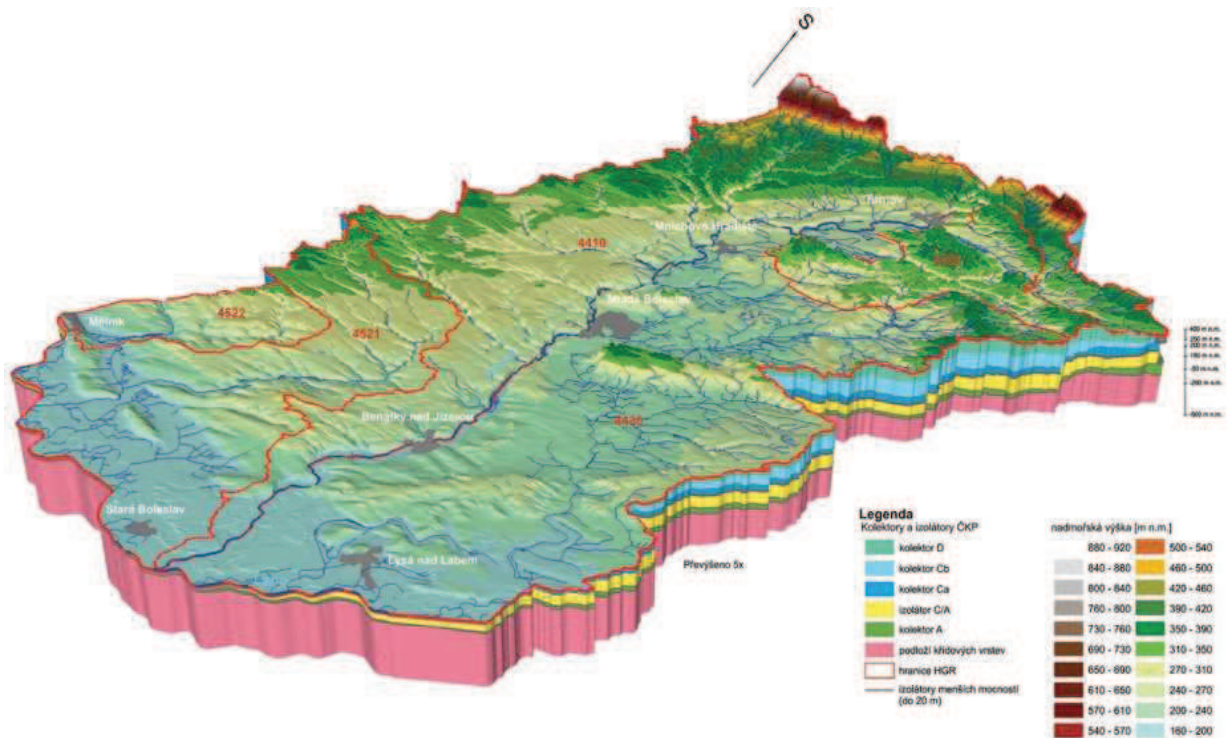 S
Turnov
Mnichovo Hradiště
4410
Mladá Boleslav
Mělník
4522
4521
Benátky nad Jizerou
4430
Stará Boleslav
Lysá nad Labem
400 m n.m.
-500 m n.m.
Převýšeno 5x
Legenda
Kolektory a izolátory ČKP
kolektor D
kolektor Cb
kolektor Ca
izolátor C/A
kolektor A
podloží křídových vrstev
hranice HGR
izolátory menších mocností
(do 20 m)
nadmořská výška [m n.m.]
880 - 920
840 - 880
800 - 840
760 - 800
730 - 760
690 - 730
650 - 690
610 - 650
570 - 610
540 - 570
500 - 540
460 - 500
420 - 460
390 - 420
350 - 390
310 - 350
270 - 310
240 - 270
200 - 240
160 - 200